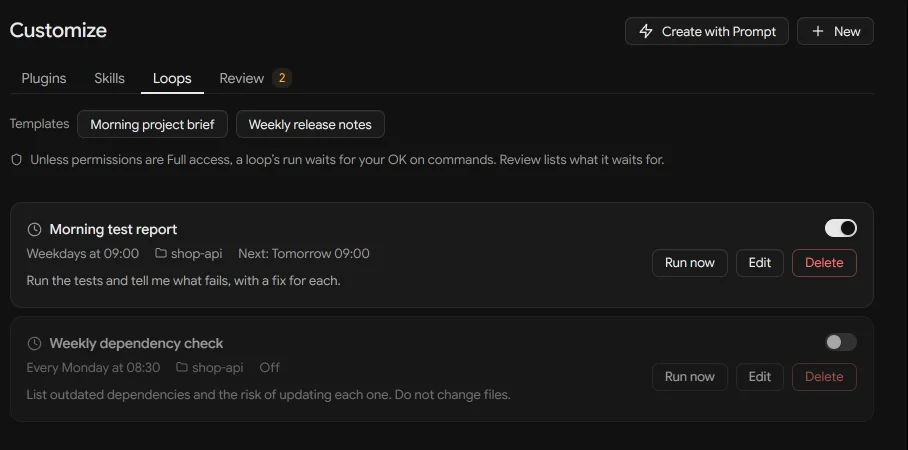 Customize
Create with Prompt
+ New
Plugins Skills Loops Review 2
Templates Morning project brief Weekly release notes
Unless permissions are Full access, a loop's run waits for your OK on commands. Review lists what it waits for.
Morning test report
Weekdays at 09:00 shop-api Next: Tomorrow 09:00
Run now Edit Delete
Run the tests and tell me what fails, with a fix for each.
Weekly dependency check
Every Monday at 08:30 shop-api Off
Run now Edit Delete
List outdated dependencies and the risk of updating each one. Do not change files.